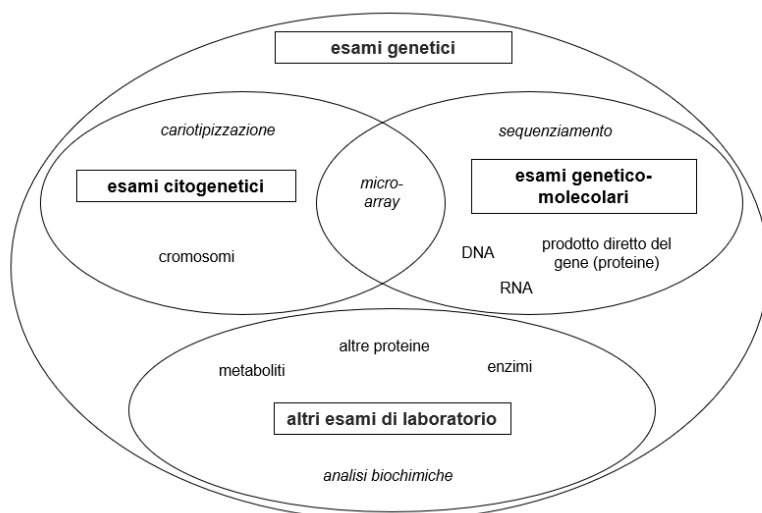 esami genetici
cariotipizzazione
sequenziamento
esami citogenetici
micro-
array
esami genetico-
molecolari
cromosomi
DNA
prodotto diretto del
gene (proteine)
RNA
altre proteine
metaboliti
enzimi
altri esami di laboratorio
analisi biochimiche